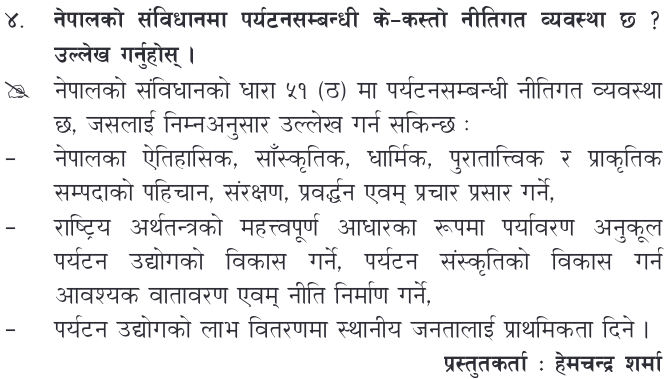 ४. नेपालको संविधानमा पर्यटनसम्बन्धी के-कस्तो नीतिगत व्यवस्था छ ?
उल्लेख गर्नुहोस् ।
नेपालको संविधानको धारा ५१ (ठ) मा पर्यटनसम्बन्धी नीतिगत व्यवस्था
छ, जसलाई निम्नअनुसार उल्लेख गर्न सकिन्छ :
- नेपालका ऐतिहासिक, साँस्कृतिक, धार्मिक, पुरातात्त्विक र प्राकृतिक
सम्पदाको पहिचान, संरक्षण, प्रवर्द्धन एवम् प्रचार प्रसार गर्ने,
- राष्ट्रिय अर्थतन्त्रको महत्त्वपूर्ण आधारका रूपमा पर्यावरण अनुकूल
पर्यटन उद्योगको विकास गर्ने, पर्यटन संस्कृतिको विकास गर्न
आवश्यक वातावरण एवम् नीति निर्माण गर्ने,
- पर्यटन उद्योगको लाभ वितरणमा स्थानीय जनतालाई प्राथमिकता दिने ।
प्रस्तुतकर्ता : हेमचन्द्र शर्मा